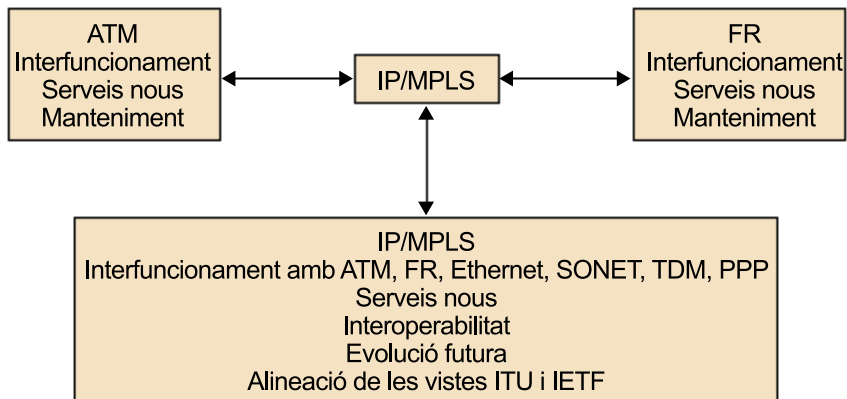 ATM
Interfuncionament
Serveis nous
Manteniment
IP/MPLS
FR
Interfuncionament
Serveis nous
Manteniment
IP/MPLS
Interfuncionament amb ATM, FR, Ethernet, SONET, TDM, PPP
Serveis nous
Interoperabilitat
Evolució futura
Alineació de les vistes ITU i IETF